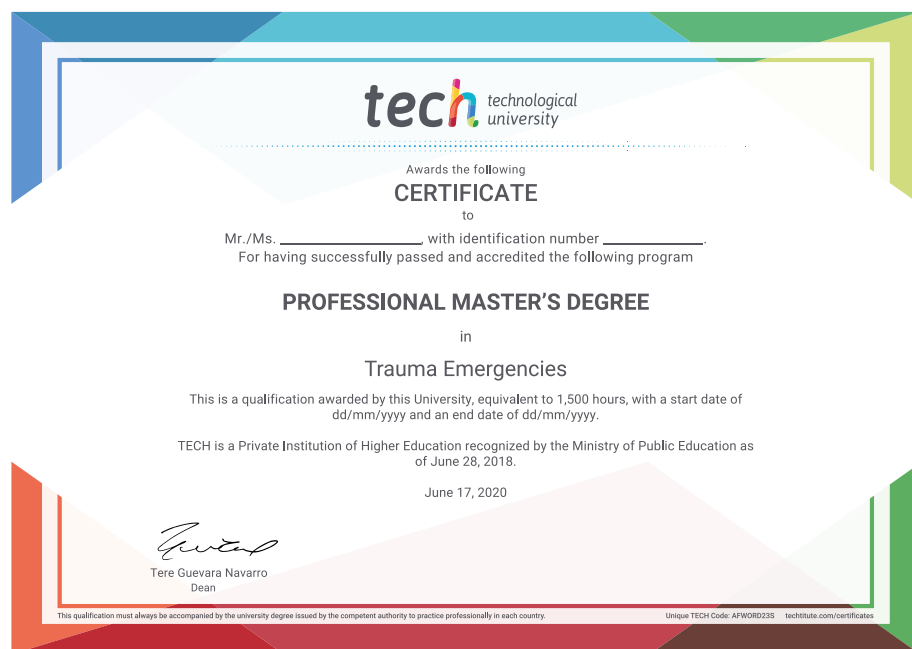 tech technological
university
Awards the following
CERTIFICATE
to
Mr./Ms. ________________, with identification number ____________.
For having successfully passed and accredited the following program
PROFESSIONAL MASTER'S DEGREE
in
Trauma Emergencies
This is a qualification awarded by this University, equivalent to 1,500 hours, with a start date of
dd/mm/yyyy and an end date of dd/mm/yyyy.
TECH is a Private Institution of Higher Education recognized by the Ministry of Public Education as
of June 28, 2018.
June 17, 2020
Tere Guevara Navarro
Dean
This qualification must always be accompanied by the university degree issued by the competent authority to practice professionally in each country.
Unique TECH Code: AFWORD23S techtitute.com/certificates